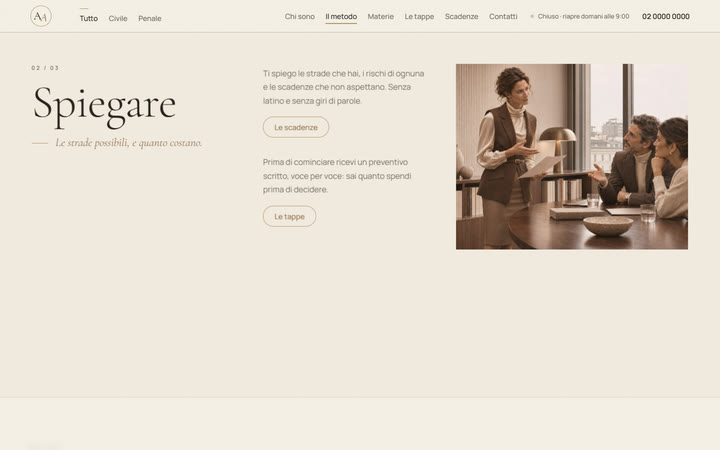 AA
Tutto Civile Penale
Chi sono Il metodo Materie Le tappe Scadenze Contatti Chiuso · riapre domani alle 9:00 02 0000 0000
02 / 03
Spiegare
Le strade possibili, e quanto costano.
Ti spiego le strade che hai, i rischi di ognuna
e le scadenze che non aspettano. Senza
latino e senza giri di parole.
Le scadenze
Prima di cominciare ricevi un preventivo
scritto, voce per voce: sai quanto spendi
prima di decidere.
Le tappe